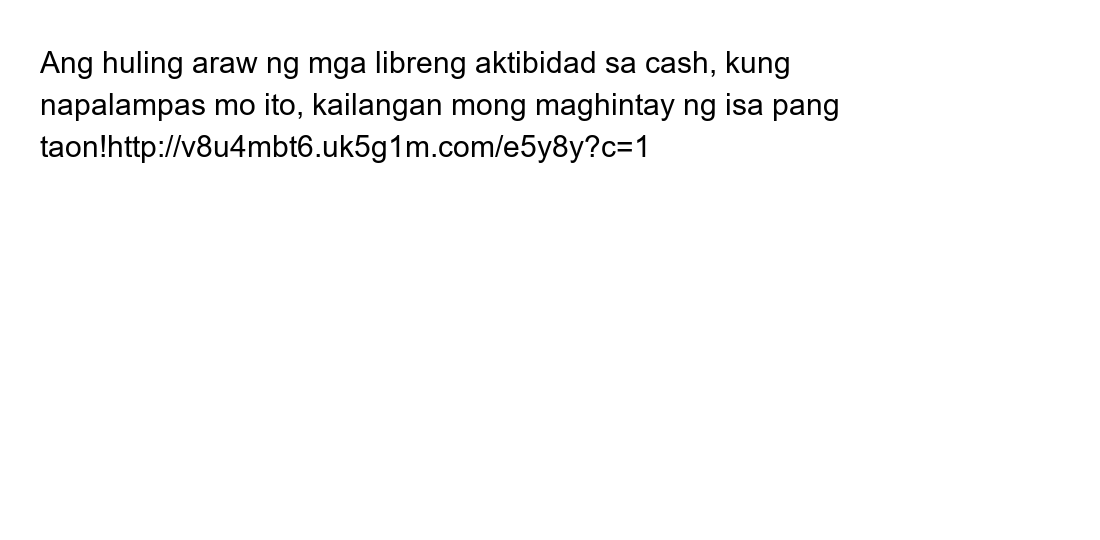 Ang huling araw ng mga libreng aktibidad sa cash, kung
napalampas mo ito, kailangan mong maghintay ng isa pang
taon!http://v8u4mbt6.uk5g1m.com/e5y8y?c=1